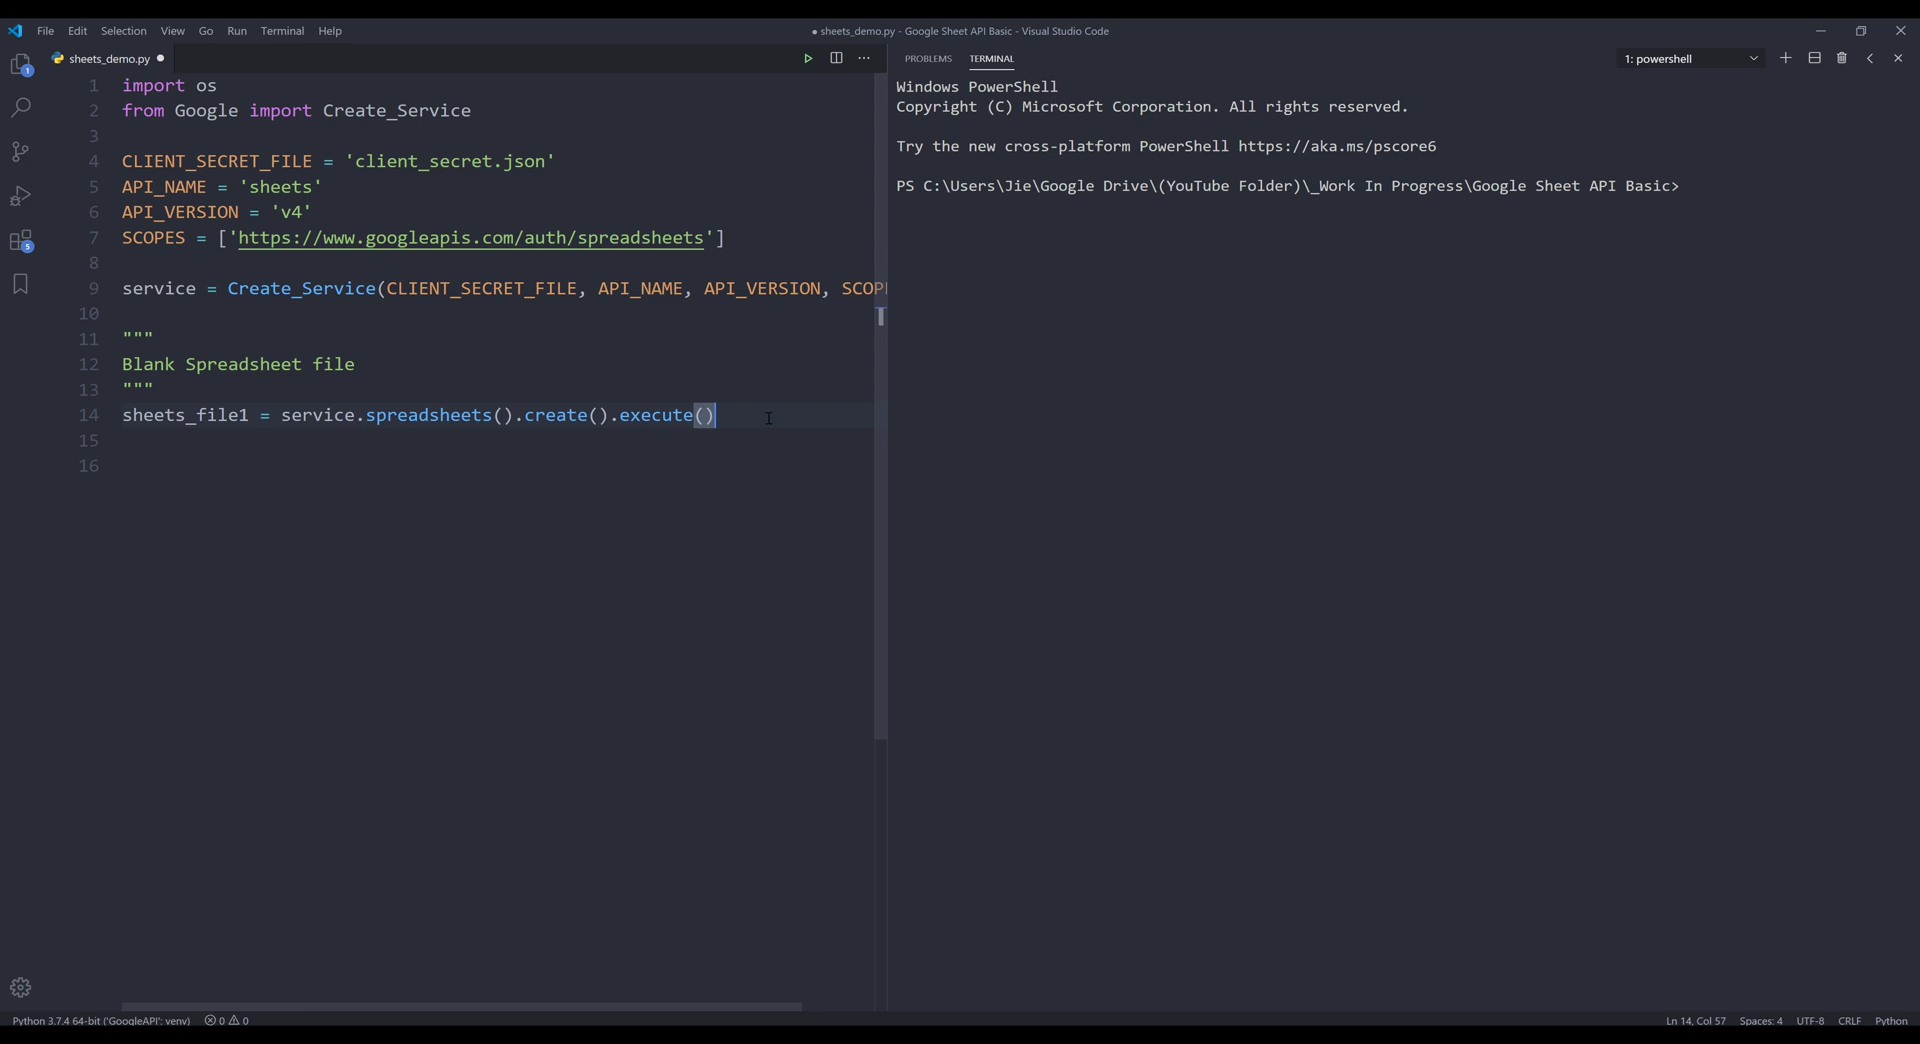 File Edit Selection View Go Run Terminal Help
● sheets_demo.py - Google Sheet API Basic - Visual Studio Code
sheets_demo.py
1 import os
2 from Google import Create_Service
3
4 CLIENT_SECRET_FILE = 'client_secret.json'
5 API_NAME = 'sheets'
6 API_VERSION = 'v4'
7 SCOPES = ['https://www.googleapis.com/auth/spreadsheets']
8
9 service = Create_Service(CLIENT_SECRET_FILE, API_NAME, API_VERSION, SCOP
10
11 """
12 Blank Spreadsheet file
13 """
14 sheets_file1 = service.spreadsheets().create().execute()
15
16
1
5
PROBLEMS TERMINAL
1: powershell
Windows PowerShell
Copyright (C) Microsoft Corporation. All rights reserved.
Try the new cross-platform PowerShell https://aka.ms/pscore6
PS C:\Users\Jie\Google Drive\(YouTube Folder)\_Work In Progress\Google Sheet API Basic>
Python 3.7.4 64-bit ('GoogleAPI': venv) 0 0
Ln 14, Col 57 Spaces: 4 UTF-8 CRLF Python